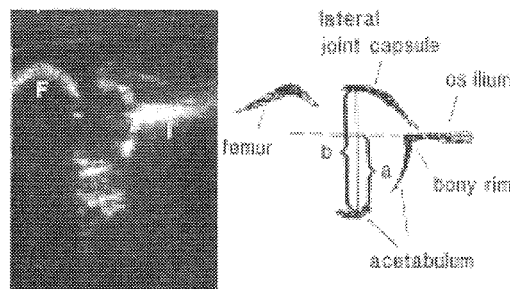 lateral
joint capsule
os ilium
F
I
femur
b
a
bony rim
acetabulum